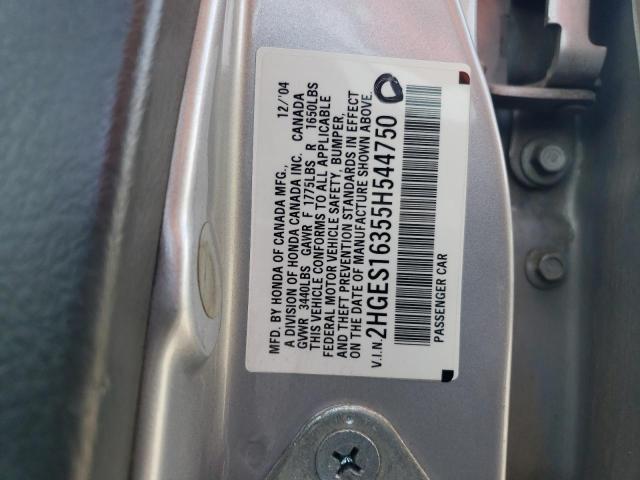 MFD. BY HONDA OF CANADA MFG., 12/'04
A DIVISION OF HONDA CANADA INC. CANADA
GVWR 3440LBS GAWR F 1775LBS R 1650LBS
THIS VEHICLE CONFORMS TO ALL APPLICABLE
FEDERAL MOTOR VEHICLE SAFETY, BUMPER,
AND THEFT PREVENTION STANDARDS IN EFFECT
ON THE DATE OF MANUFACTURE SHOWN ABOVE.
V.I.N. 2HGES16355H544750
PASSENGER CAR